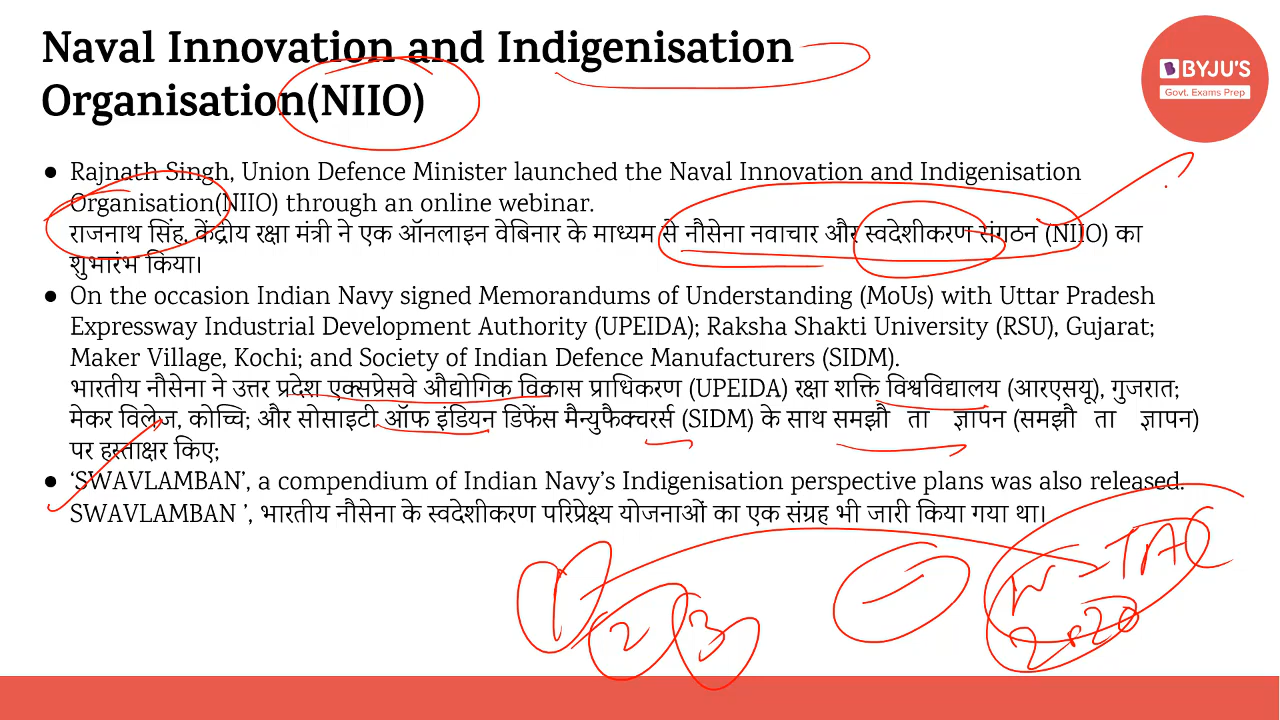 Naval Innovation and Indigenisation
Organisation(NIIO)
BYJU'S
Govt. Exams Prep
● Rajnath Singh, Union Defence Minister launched the Naval Innovation and Indigenisation
Organisation(NIIO) through an online webinar.
राजनाथ सिंह, केंद्रीय रक्षा मंत्री ने एक ऑनलाइन वेबिनार के माध्यम से नौसेना नवाचार और स्वदेशीकरण संगठन (NIIO) का
शुभारंभ किया।
● On the occasion Indian Navy signed Memorandums of Understanding (MoUs) with Uttar Pradesh
Expressway Industrial Development Authority (UPEIDA); Raksha Shakti University (RSU), Gujarat;
Maker Village, Kochi; and Society of Indian Defence Manufacturers (SIDM).
भारतीय नौसेना ने उत्तर प्रदेश एक्सप्रेसवे औद्योगिक विकास प्राधिकरण (UPEIDA) रक्षा शक्ति विश्वविद्यालय (आरएसयू), गुजरात;
मेकर विलेज, कोच्चि; और सोसाइटी ऑफ इंडियन डिफेंस मैन्युफैक्चरर्स (SIDM) के साथ समझौ ता ज्ञापन (समझौ ता ज्ञापन)
पर हस्ताक्षर किए;
● ‘SWAVLAMBAN’, a compendium of Indian Navy’s Indigenisation perspective plans was also released.
SWAVLAMBAN ’, भारतीय नौसेना के स्वदेशीकरण परिप्रेक्ष्य योजनाओं का एक संग्रह भी जारी किया गया था।
1 2 3
N-TAC